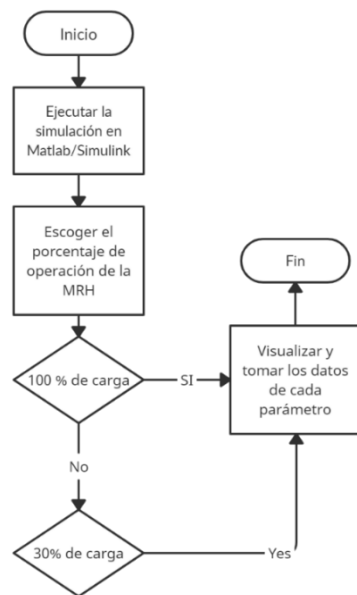 Inicio
Ejecutar la
simulación en
Matlab/Simulink
Escoger el
porcentaje de
operación de la
MRH
Fin
100 % de carga
SI
Visualizar y
tomar los datos
de cada
parámetro
No
30% de carga
Yes